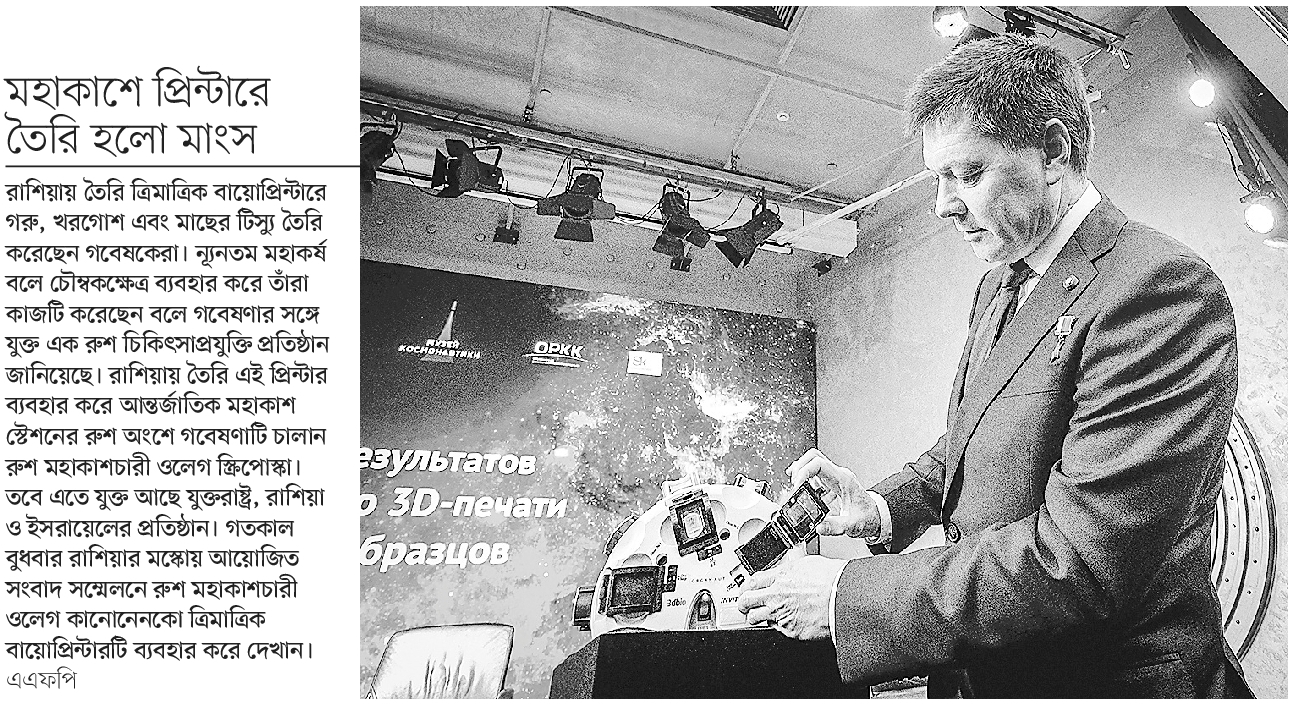 মহাকাশে প্রিন্টারে
তৈরি হলো মাংস
রাশিয়ায় তৈরি ত্রিমাত্রিক বায়োপ্রিন্টারে
গরু, খরগোশ এবং মাছের টিস্যু তৈরি
করেছেন গবেষকেরা। ন্যূনতম মহাকর্ষ
বলে চৌম্বকক্ষেত্র ব্যবহার করে তাঁরা
কাজটি করেছেন বলে গবেষণার সঙ্গে
যুক্ত এক রুশ চিকিৎসাপ্রযুক্তি প্রতিষ্ঠান
জানিয়েছে। রাশিয়ায় তৈরি এই প্রিন্টার
ব্যবহার করে আন্তর্জাতিক মহাকাশ
স্টেশনের রুশ অংশে গবেষণাটি চালান
রুশ মহাকাশচারী ওলেগ স্ক্রিপোস্কা।
তবে এতে যুক্ত আছে যুক্তরাষ্ট্র, রাশিয়া
ও ইসরায়েলের প্রতিষ্ঠান। গতকাল
বুধবার রাশিয়ার মস্কোয় আয়োজিত
সংবাদ সম্মেলনে রুশ মহাকাশচারী
ওলেগ কানোনেনকো ত্রিমাত্রিক
বায়োপ্রিন্টারটি ব্যবহার করে দেখান।
এএফপি
МУЗЕЙ
КОСМОНАВТИКИ
ОРКК
езультатов
о 3D-печати
бразцов
3dbio